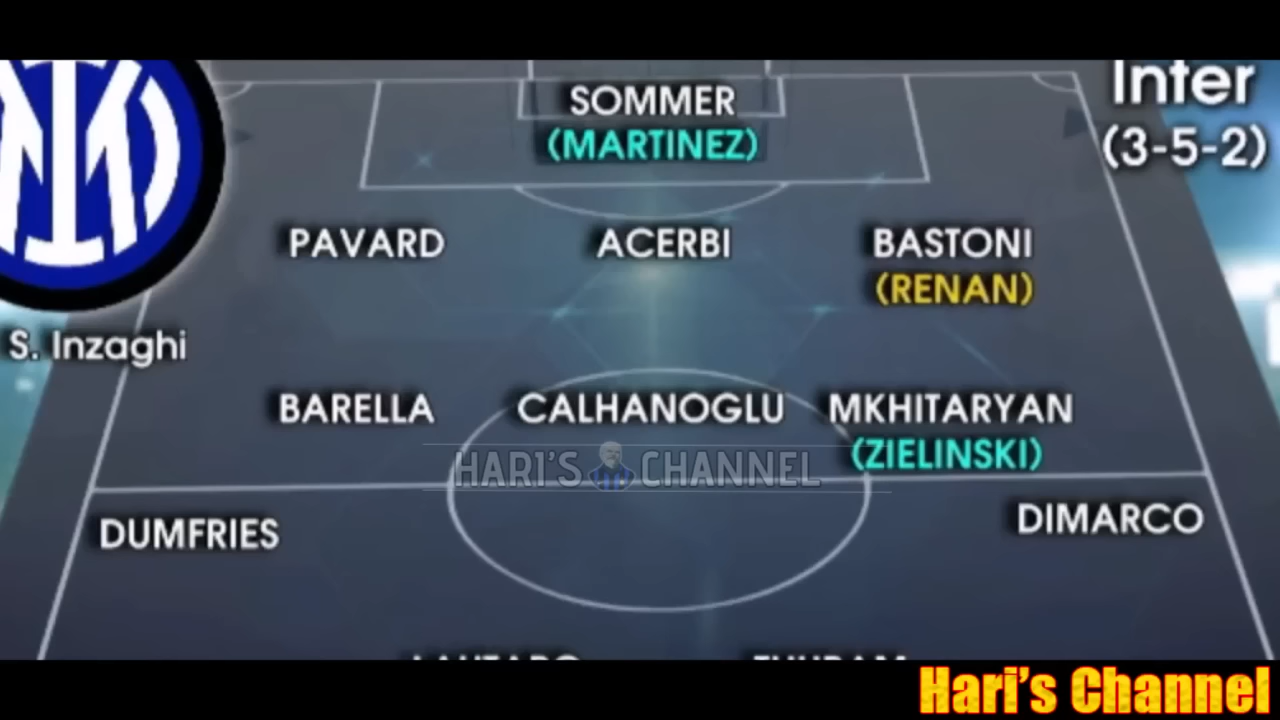 Inter
(3-5-2)
SOMMER
(MARTINEZ)
PAVARD
ACERBI
BASTONI
(RENAN)
S. Inzaghi
BARELLA
CALHANOGLU
MKHITARYAN
(ZIELINSKI)
HARI'S CHANNEL
DUMFRIES
DIMARCO
Hari's Channel